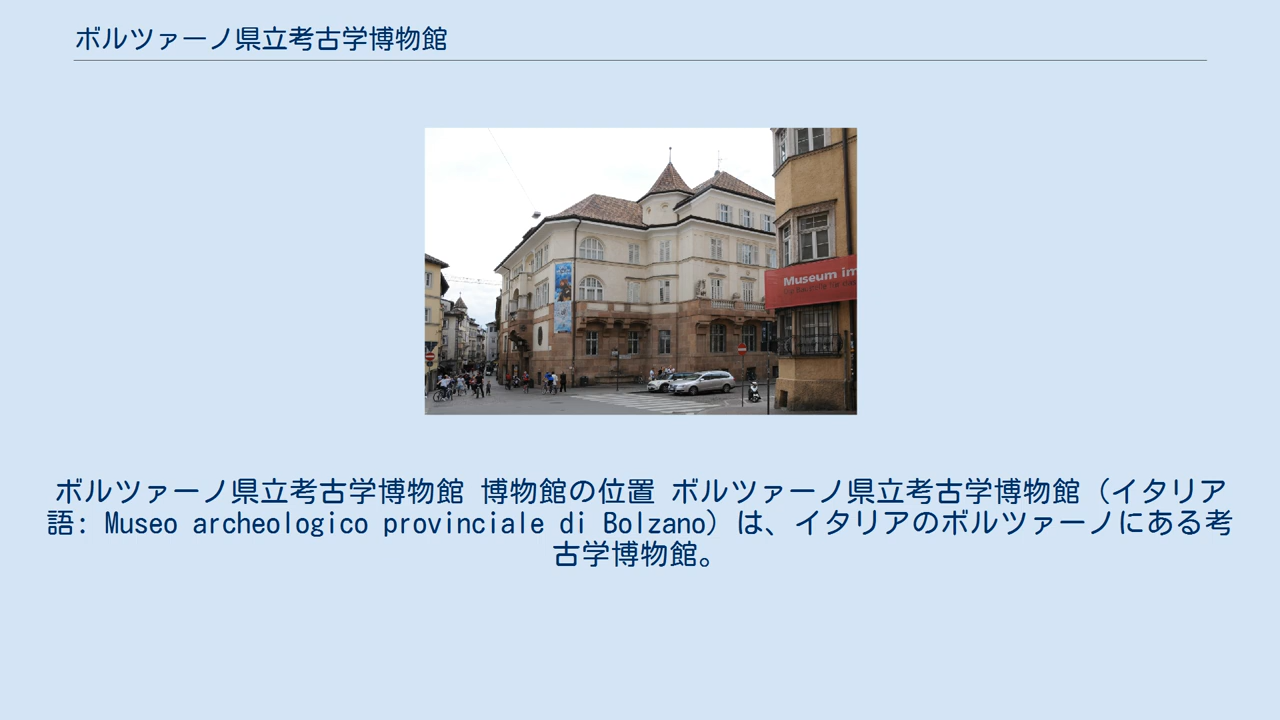 ボルツァーノ県立考古学博物館
Museum im
ボルツァーノ県立考古学博物館 博物館の位置 ボルツァーノ県立考古学博物館（イタリア
語: Museo archeologico provinciale di Bolzano）は、イタリアのボルツァーノにある考
古学博物館。